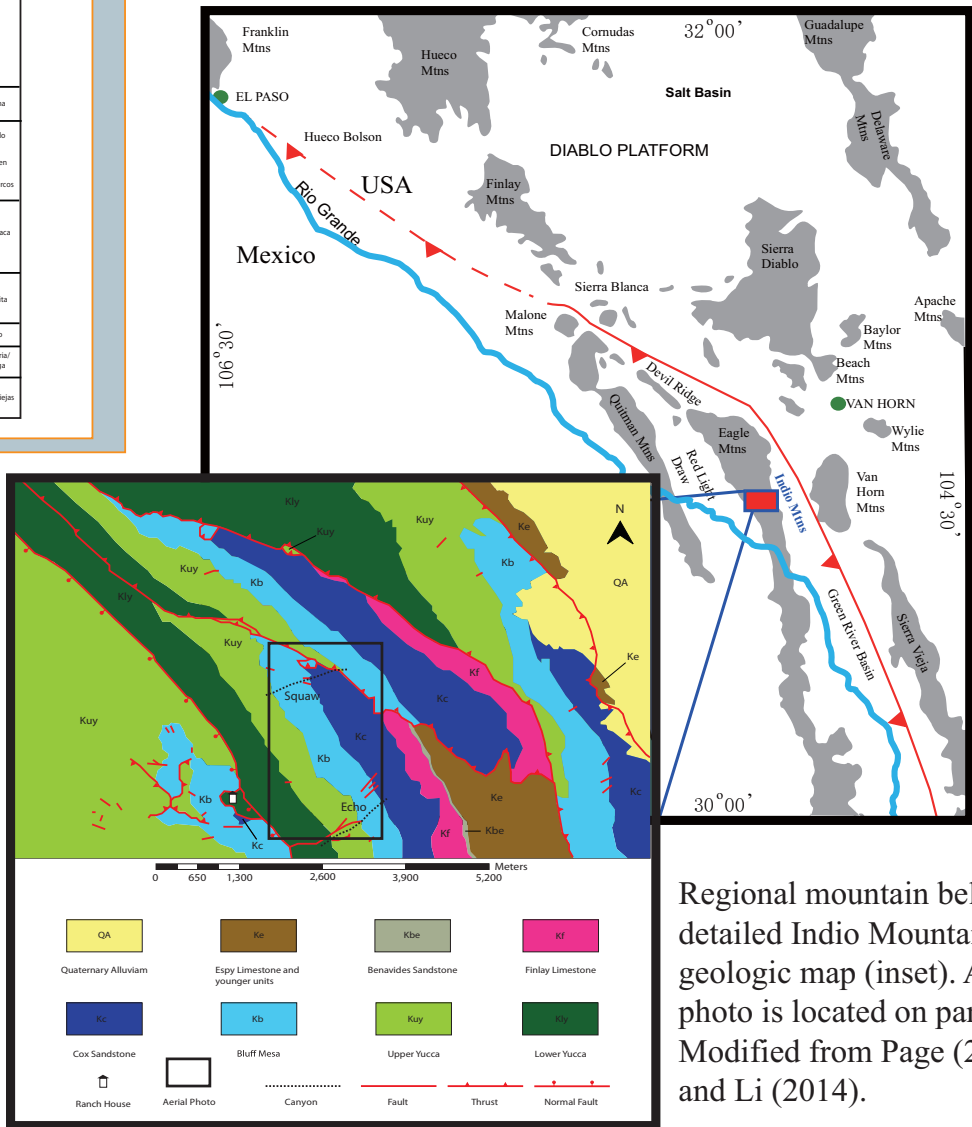 Franklin
Mtns
Hueco
Mtns
Cornudas
Mtns
32°00’
Guadalupe
Mtns
EL PASO
Salt Basin
Delaware
Mtns
Hueco Bolson
DIABLO PLATFORM
USA
Finlay
Mtns
Rio Grande
Mexico
Sierra
Diablo
Sierra Blanca
Apache
Mtns
Malone
Mtns
106°30’
Baylor
Mtns
Beach
Mtns
Devil Ridge
VAN HORN
Quitman Mtns
Eagle
Mtns
Wylie
Mtns
Red Light
Draw
Indio Mtns
Van
Horn
Mtns
104°30’
Green River Basin
Sierra Vieja
30°00’
Kly
Kuy
Kuy
Ke
N
Kuy
Kb
Kb
QA
Kly
Kuy
Ke
Kf
Squaw
Kc
Kuy
Kc
Kb
Kc
Kb
Echo
Ke
Kf
Kbe
Kc
0 650 1,300 2,600 3,900 5,200
Meters
QA Ke Kbe Kf
Quaternary Alluviam
Espy Limestone and
younger units
Benavides Sandstone
Finlay Limestone
Kc Kb Kuy Kly
Cox Sandstone
Bluff Mesa
Upper Yucca
Lower Yucca
Ranch House
Aerial Photo
Canyon
Fault
Thrust
Normal Fault
Regional mountain
detailed Indio
geologic map (inset).
photo is located on
Modified from Page
and Li (2014).